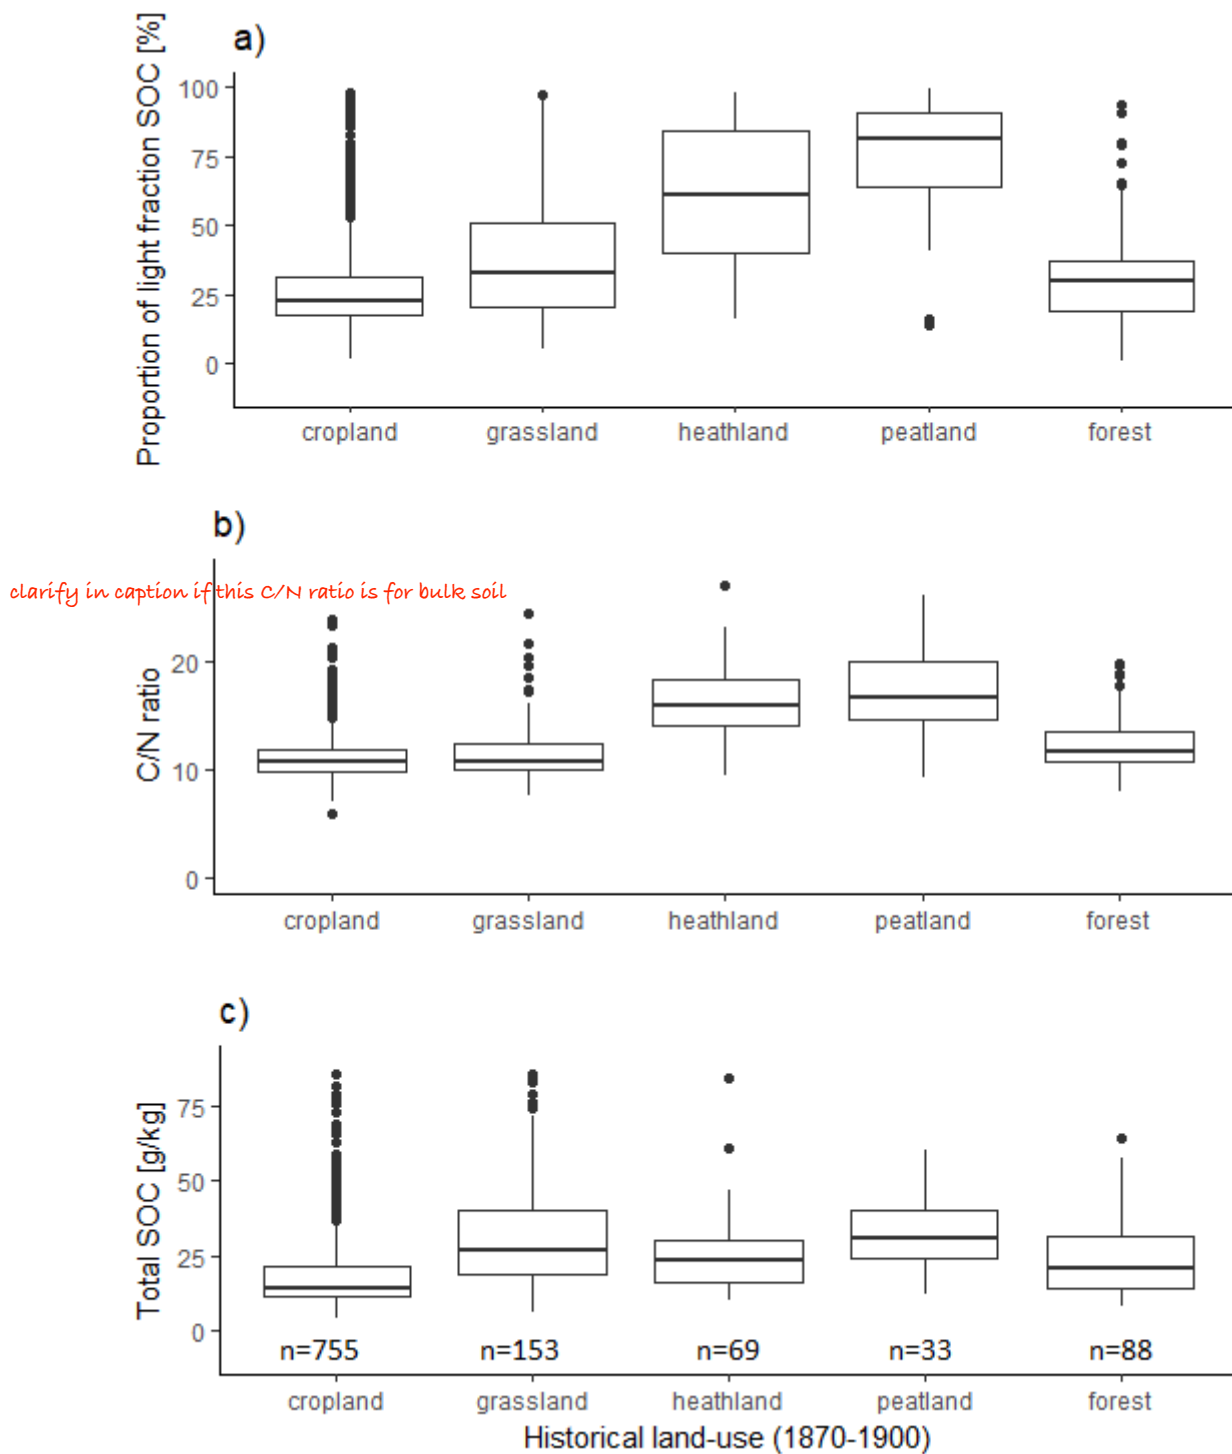 a)
Proportion of light fraction SOC [%]
100
75
50
25
0
cropland grassland heathland peatland forest
b)
clarify in caption if this C/N ratio is for bulk soil
C/N ratio
20
10
0
cropland grassland heathland peatland forest
c)
Total SOC [g/kg]
75
50
25
0
n=755 n=153 n=69 n=33 n=88
cropland grassland heathland peatland forest
Historical land-use (1870-1900)